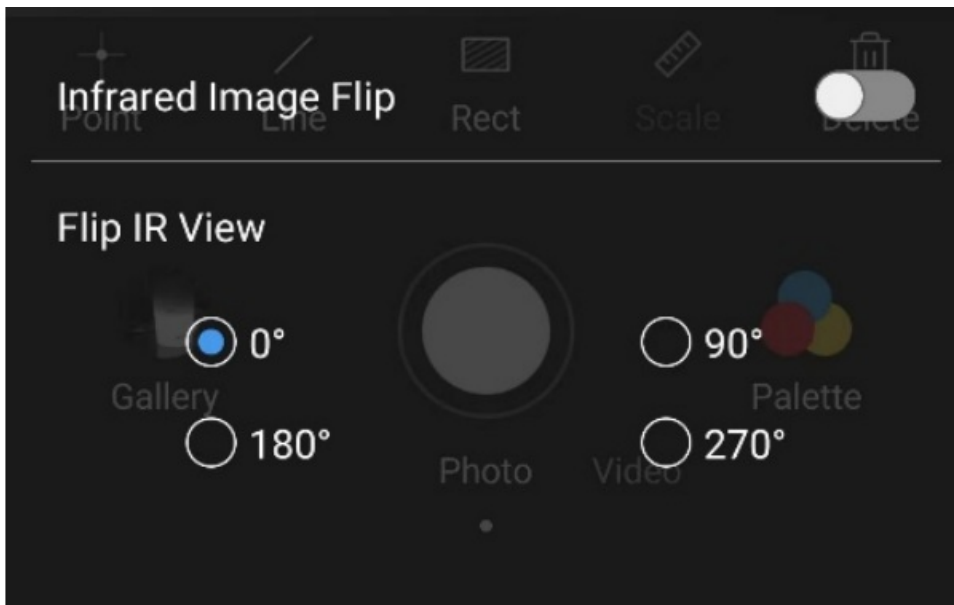 Infrared Image Flip
Point Line Rect Scale Delete
Flip IR View
0° 90°
Gallery Palette
180° 270°
Photo Video